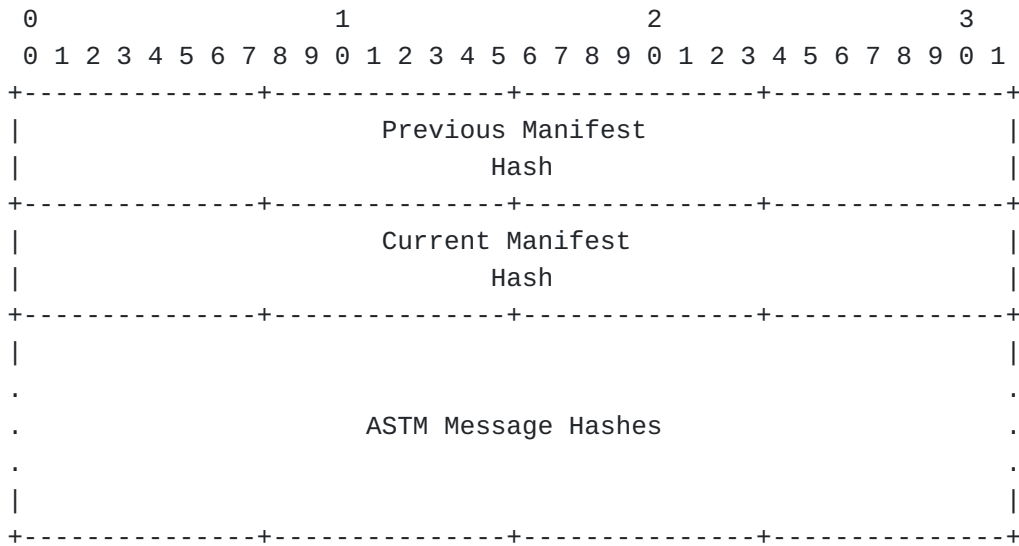 0                   1                   2                   3
 0 1 2 3 4 5 6 7 8 9 0 1 2 3 4 5 6 7 8 9 0 1 2 3 4 5 6 7 8 9 0 1
+---------------+---------------+---------------+---------------+
|                       Previous Manifest                       |
|                              Hash                             |
+---------------+---------------+---------------+---------------+
|                       Current Manifest                        |
|                              Hash                             |
+---------------+---------------+---------------+---------------+
|                                                               |
.                                                               .
.                      ASTM Message Hashes                      .
.                                                               .
|                                                               |
+---------------+---------------+---------------+---------------+